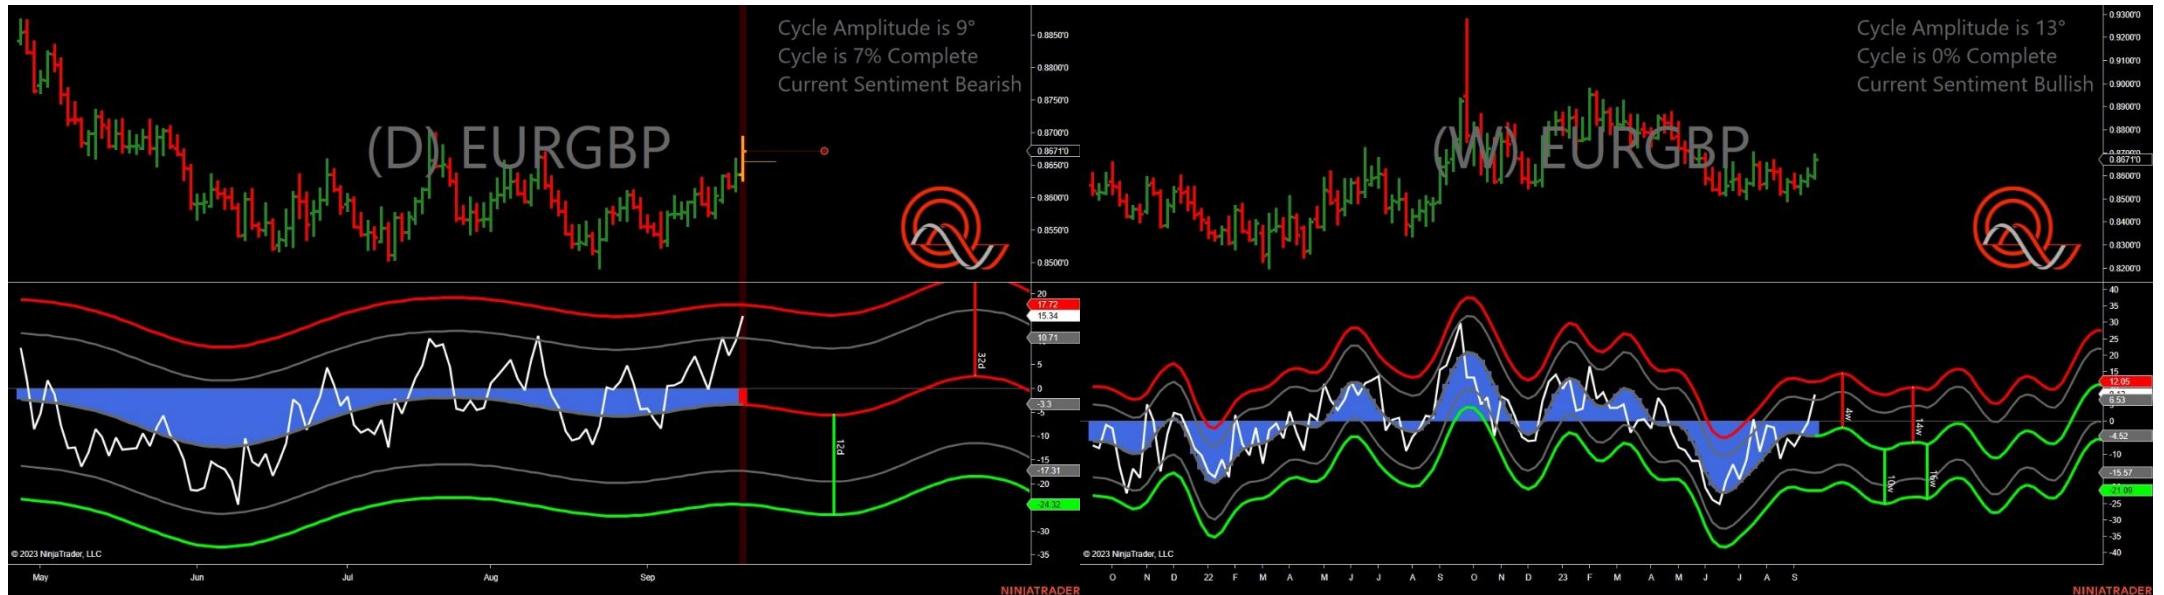 Cycle Amplitude is 9°
Cycle is 7% Complete
Current Sentiment Bearish
(D) EURGBP
0.8850'0
0.8800'0
0.8750'0
0.8700'0
0.8671'0
0.8650'0
0.8600'0
0.8550'0
0.8500'0
20
17.72
15.34
10.71
5
0
-3.3
-5
-10
-15
-17.31
-20
-24.32
-30
-35
32d
12d
© 2023 NinjaTrader, LLC
May Jun Jul Aug Sep
NINJATRADER
Cycle Amplitude is 13°
Cycle is 0% Complete
Current Sentiment Bullish
(W) EURGBP
0.9300'0
0.9200'0
0.9100'0
0.9000'0
0.8900'0
0.8800'0
0.8671'0
0.8600'0
0.8500'0
0.8400'0
0.8300'0
0.8200'0
40
35
30
25
20
15
12.05
6.53
0
-4.52
-10
-15.57
-21.09
-25
-30
-35
-40
4w
14w
10w
16w
© 2023 NinjaTrader, LLC
O N D 22 F M A M J J A S O N D 23 F M A M J J A S
NINJATRADER